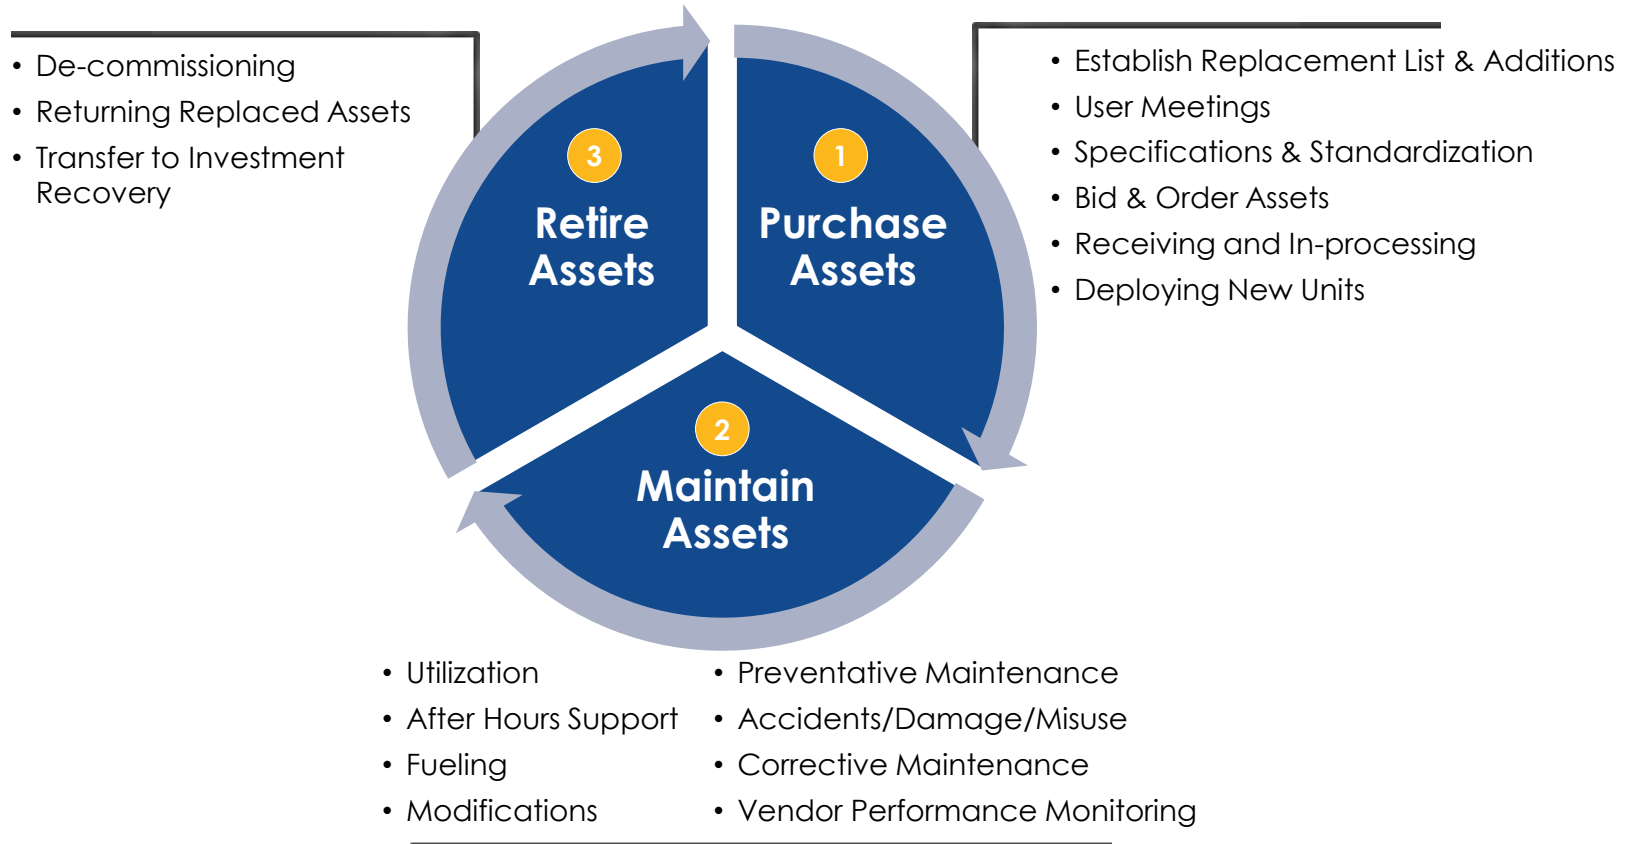 • De-commissioning
• Returning Replaced Assets
• Transfer to Investment
Recovery
3
Retire
Assets
1
Purchase
Assets
• Establish Replacement List & Additions
• User Meetings
• Specifications & Standardization
• Bid & Order Assets
• Receiving and In-processing
• Deploying New Units
2
Maintain
Assets
• Utilization
• After Hours Support
• Fueling
• Modifications
• Preventative Maintenance
• Accidents/Damage/Misuse
• Corrective Maintenance
• Vendor Performance Monitoring